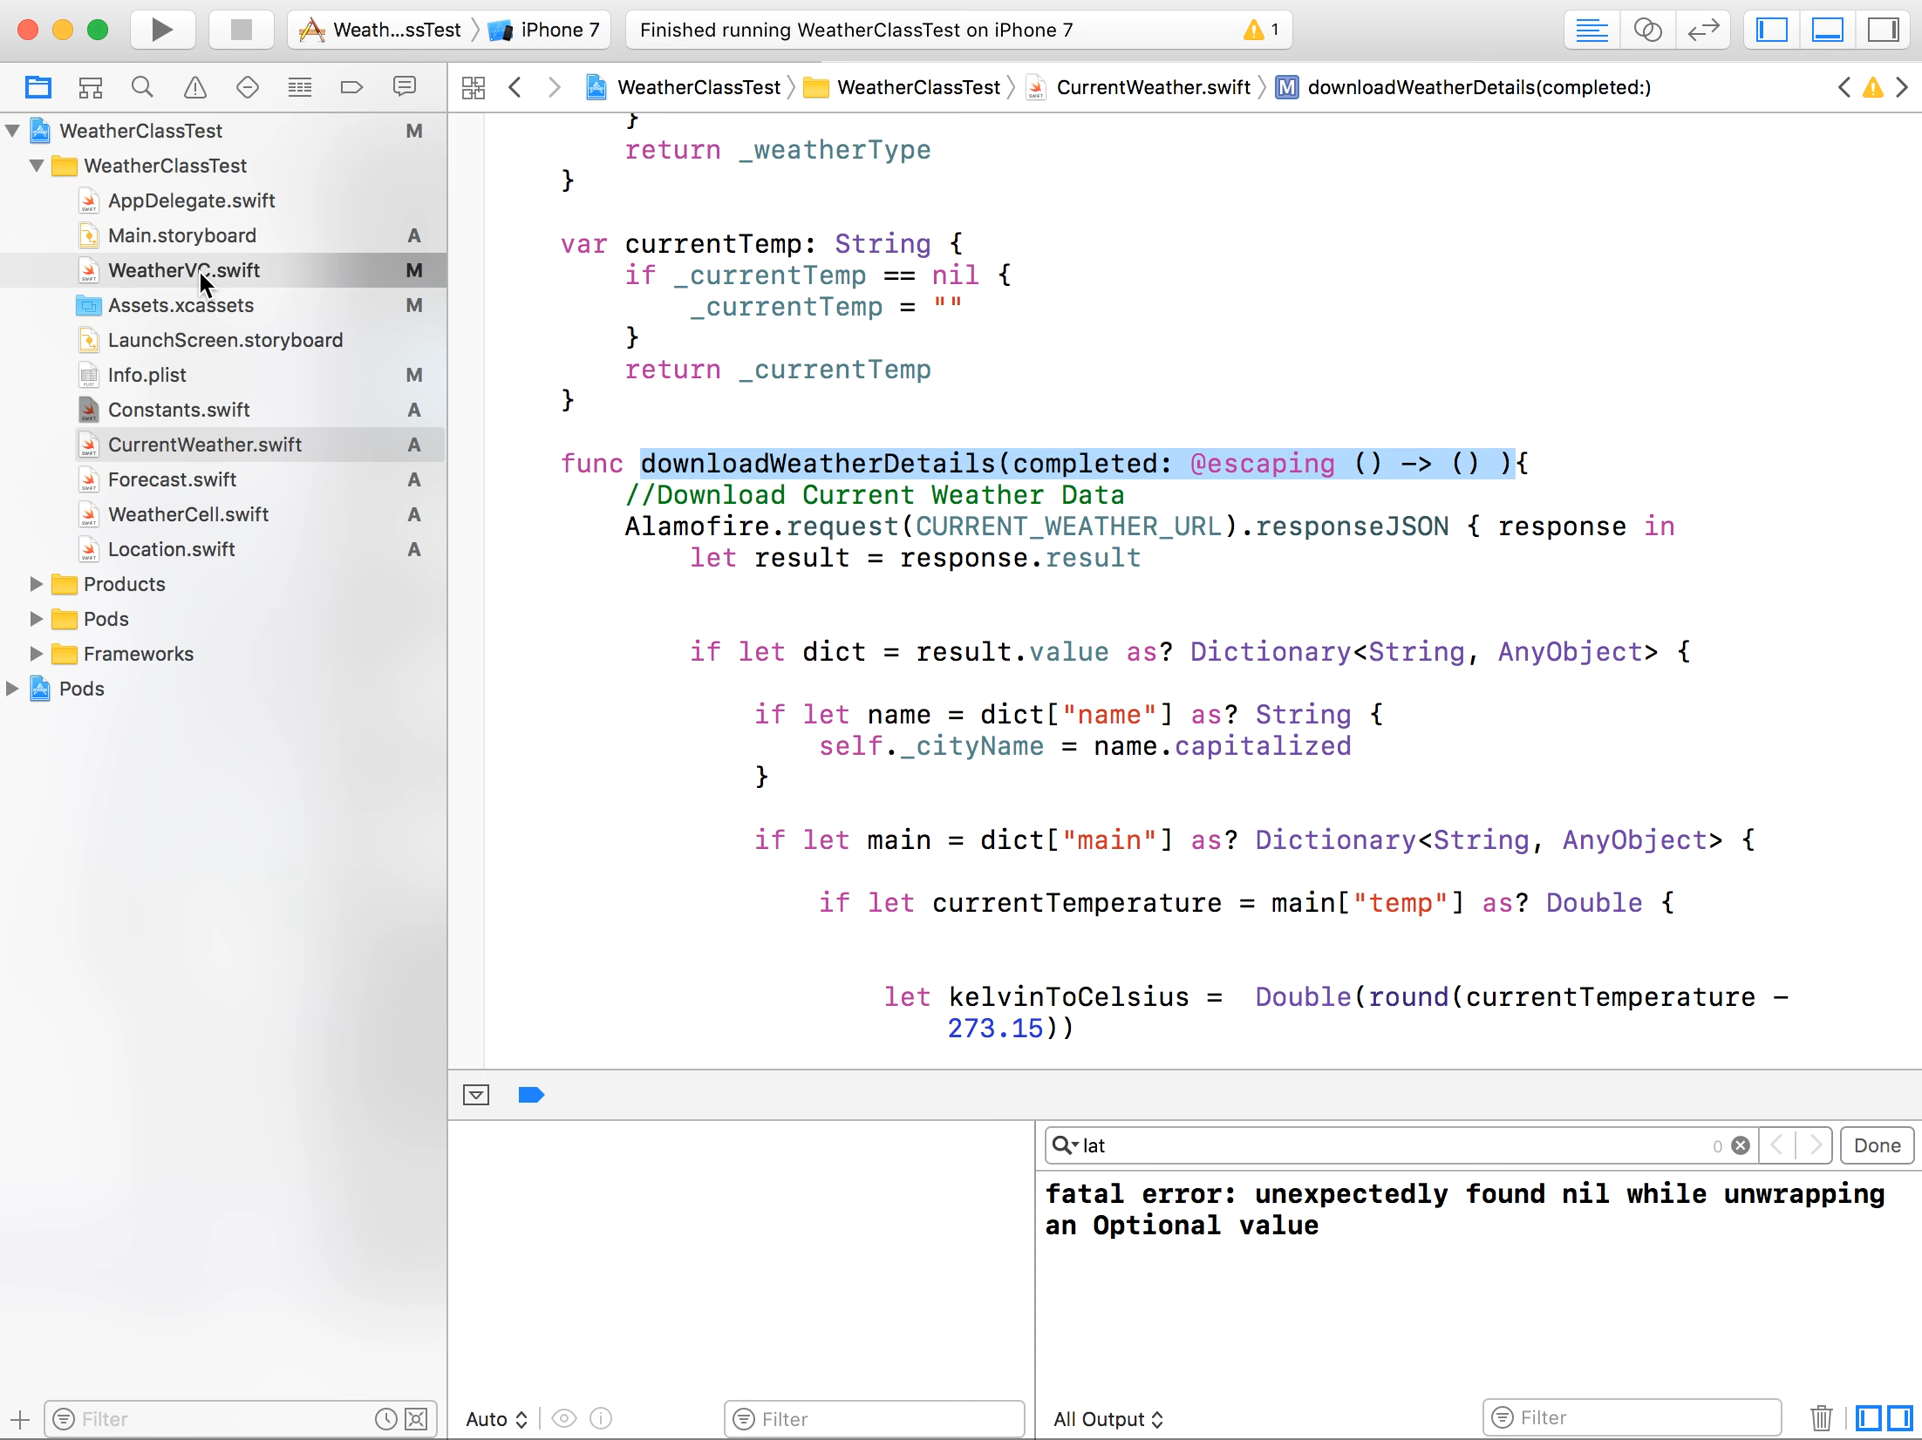 Weath...ssTest
iPhone 7
Finished running WeatherClassTest on iPhone 7
1
WeatherClassTest
WeatherClassTest
CurrentWeather.swift
M
downloadWeatherDetails(completed:)
WeatherClassTest M
WeatherClassTest
AppDelegate.swift
Main.storyboard A
WeatherVC.swift M
Assets.xcassets M
LaunchScreen.storyboard
Info.plist M
Constants.swift A
CurrentWeather.swift A
Forecast.swift A
WeatherCell.swift A
Location.swift A
Products
Pods
Frameworks
Pods
}
return _weatherType
}
var currentTemp: String {
if _currentTemp == nil {
_currentTemp = ""
}
return _currentTemp
}
func downloadWeatherDetails(completed: @escaping () -> () ){
//Download Current Weather Data
Alamofire.request(CURRENT_WEATHER_URL).responseJSON { response in
let result = response.result
if let dict = result.value as? Dictionary<String, AnyObject> {
if let name = dict["name"] as? String {
self._cityName = name.capitalized
}
if let main = dict["main"] as? Dictionary<String, AnyObject> {
if let currentTemperature = main["temp"] as? Double {
let kelvinToCelsius =  Double(round(currentTemperature -
273.15))
lat
0
Done
fatal error: unexpectedly found nil while unwrapping
an Optional value
Filter
Auto
Filter
All Output
Filter